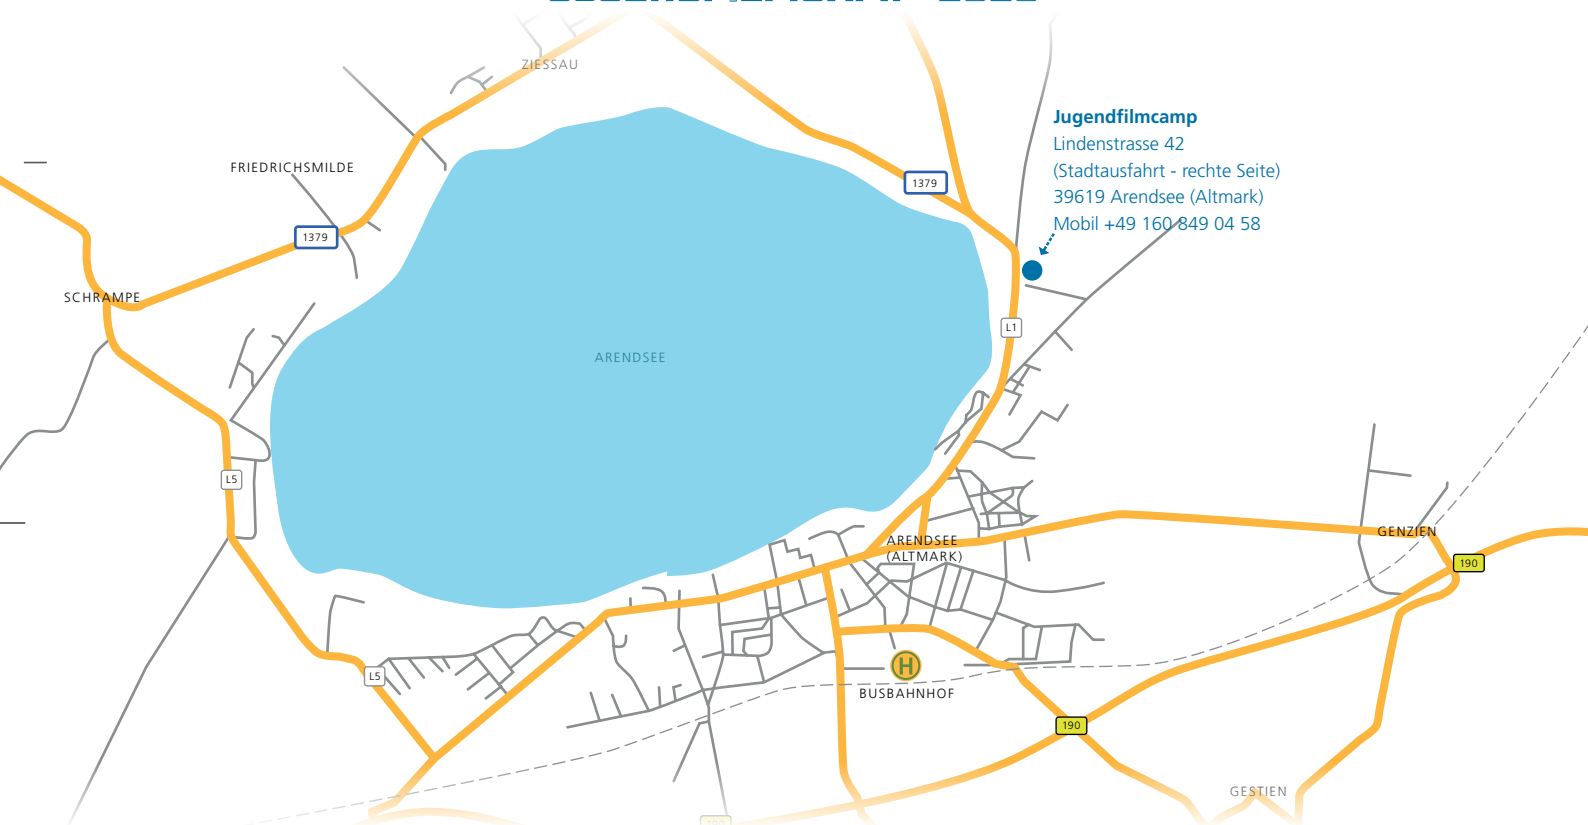 ZIESSAU
Jugendfilmcamp
Lindenstrasse 42
(Stadtausfahrt - rechte Seite)
39619 Arendsee (Altmark)
Mobil +49 160 849 04 58
FRIEDRICHSMILDE
1379
1379
SCHRAMPE
L1
ARENDSEE
L5
GENZIEN
ARENDSEE
(ALTMARK)
190
H
L5
BUSBAHNHOF
190
GESTIEN